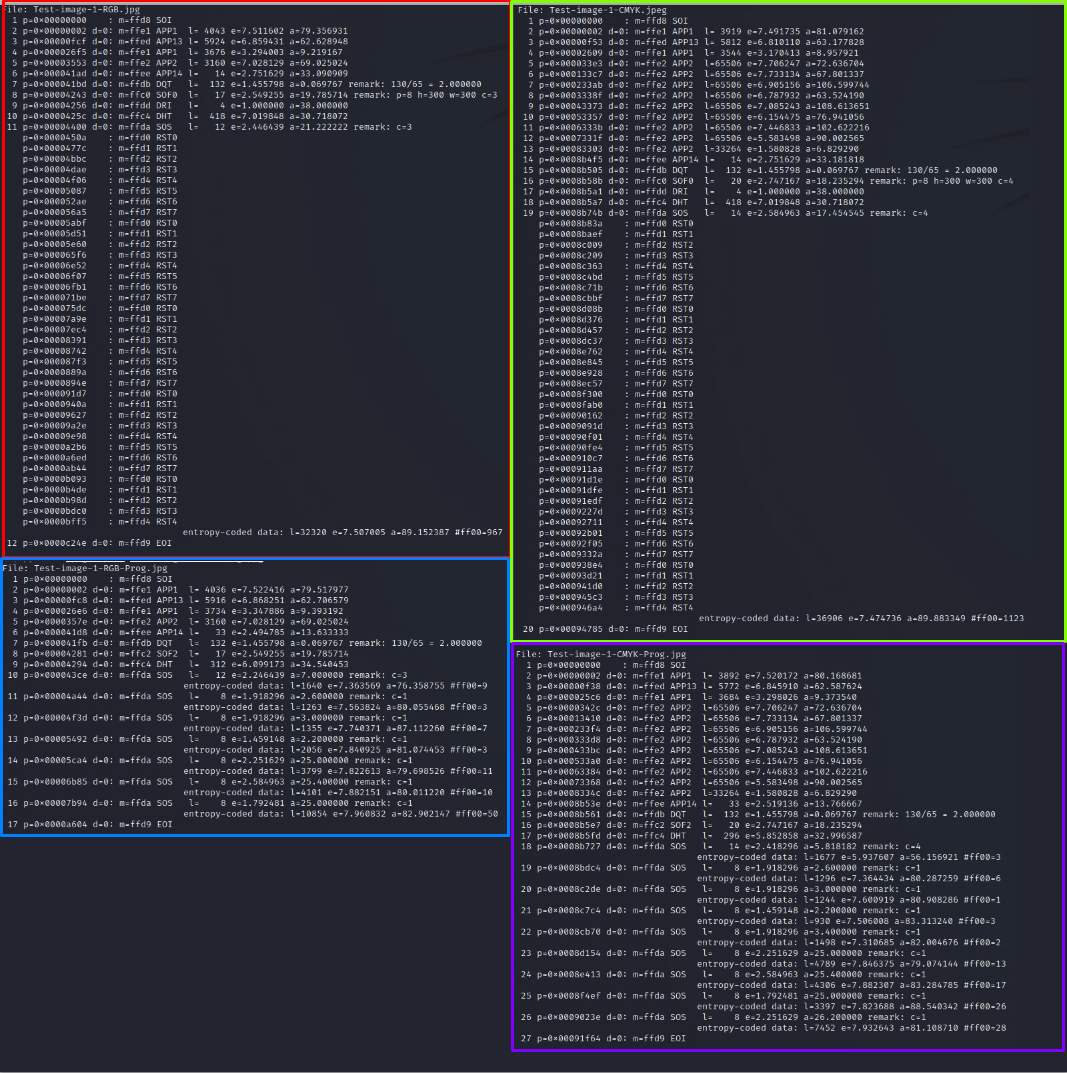 File: Test-image-1-RGB.jpg
1 p=0x00000000    : m=ffd8 SOI
2 p=0x00000002 d=0: m=ffe1 APP1  l= 4043 e=7.511602 a=79.356931
3 p=0x00000fcf d=0: m=ffed APP13 l= 5924 e=6.859431 a=62.628948
4 p=0x000026f5 d=0: m=ffe1 APP1  l= 3676 e=3.294003 a=9.219167
5 p=0x00003553 d=0: m=ffe2 APP2  l= 3160 e=7.028129 a=69.025024
6 p=0x000041ad d=0: m=ffee APP14 l=   14 e=2.751629 a=33.090909
7 p=0x000041bd d=0: m=ffdb DQT   l=  132 e=1.455798 a=0.069767 remark: 130/65 = 2.000000
8 p=0x00004243 d=0: m=ffc0 SOF0  l=   17 e=2.549255 a=19.785714 remark: p=8 h=300 w=300 c=3
9 p=0x00004256 d=0: m=ffdd DRI   l=    4 e=1.000000 a=38.000000
10 p=0x0000425c d=0: m=ffc4 DHT   l=  418 e=7.019848 a=30.718072
11 p=0x00004400 d=0: m=ffda SOS   l=   12 e=2.446439 a=21.222222 remark: c=3
p=0x0000450a    : m=ffd0 RST0
p=0x0000477c    : m=ffd1 RST1
p=0x00004bbc    : m=ffd2 RST2
p=0x00004dae    : m=ffd3 RST3
p=0x00004f06    : m=ffd4 RST4
p=0x00005087    : m=ffd5 RST5
p=0x000052ae    : m=ffd6 RST6
p=0x000056a5    : m=ffd7 RST7
p=0x00005abf    : m=ffd0 RST0
p=0x00005d51    : m=ffd1 RST1
p=0x00005e60    : m=ffd2 RST2
p=0x000065f6    : m=ffd3 RST3
p=0x00006e52    : m=ffd4 RST4
p=0x00006f07    : m=ffd5 RST5
p=0x00006fb1    : m=ffd6 RST6
p=0x000071be    : m=ffd7 RST7
p=0x000075dc    : m=ffd0 RST0
p=0x00007a9e    : m=ffd1 RST1
p=0x00007ec4    : m=ffd2 RST2
p=0x00008391    : m=ffd3 RST3
p=0x00008742    : m=ffd4 RST4
p=0x000087f3    : m=ffd5 RST5
p=0x0000889a    : m=ffd6 RST6
p=0x0000894e    : m=ffd7 RST7
p=0x000091d7    : m=ffd0 RST0
p=0x0000940a    : m=ffd1 RST1
p=0x00009627    : m=ffd2 RST2
p=0x00009a2e    : m=ffd3 RST3
p=0x00009e98    : m=ffd4 RST4
p=0x0000a2b6    : m=ffd5 RST5
p=0x0000a6ed    : m=ffd6 RST6
p=0x0000ab44    : m=ffd7 RST7
p=0x0000b093    : m=ffd0 RST0
p=0x0000b4de    : m=ffd1 RST1
p=0x0000b98d    : m=ffd2 RST2
p=0x0000bdc0    : m=ffd3 RST3
p=0x0000bff5    : m=ffd4 RST4
entropy-coded data: l=32320 e=7.507005 a=89.152387 #ff00=967
12 p=0x0000c24e d=0: m=ffd9 EOI
File: Test-image-1-RGB-Prog.jpg
1 p=0x00000000    : m=ffd8 SOI
2 p=0x00000002 d=0: m=ffe1 APP1  l= 4036 e=7.522416 a=79.517977
3 p=0x00000fc8 d=0: m=ffed APP13 l= 5916 e=6.868251 a=62.706579
4 p=0x000026e6 d=0: m=ffe1 APP1  l= 3734 e=3.347886 a=9.393192
5 p=0x0000357e d=0: m=ffe2 APP2  l= 3160 e=7.028129 a=69.025024
6 p=0x000041d8 d=0: m=ffee APP14 l=   33 e=2.494785 a=13.633333
7 p=0x000041fb d=0: m=ffdb DQT   l=  132 e=1.455798 a=0.069767 remark: 130/65 = 2.000000
8 p=0x00004281 d=0: m=ffc2 SOF2  l=   17 e=2.549255 a=19.785714
9 p=0x00004294 d=0: m=ffc4 DHT   l=  312 e=6.099173 a=34.540453
10 p=0x000043ce d=0: m=ffda SOS   l=   12 e=2.246439 a=7.000000 remark: c=3
entropy-coded data: l=1640 e=7.363569 a=76.358755 #ff00=9
11 p=0x00004a44 d=0: m=ffda SOS   l=    8 e=1.918296 a=2.600000 remark: c=1
entropy-coded data: l=1263 e=7.563824 a=80.055468 #ff00=3
12 p=0x00004f3d d=0: m=ffda SOS   l=    8 e=1.918296 a=3.000000 remark: c=1
entropy-coded data: l=1355 e=7.740371 a=87.112260 #ff00=7
13 p=0x00005492 d=0: m=ffda SOS   l=    8 e=1.459148 a=2.200000 remark: c=1
entropy-coded data: l=2056 e=7.840925 a=81.074453 #ff00=3
14 p=0x00005ca4 d=0: m=ffda SOS   l=    8 e=2.251629 a=25.000000 remark: c=1
entropy-coded data: l=3799 e=7.822613 a=79.698526 #ff00=11
15 p=0x00006b85 d=0: m=ffda SOS   l=    8 e=2.584963 a=25.400000 remark: c=1
entropy-coded data: l=4101 e=7.882151 a=80.011220 #ff00=10
16 p=0x00007b94 d=0: m=ffda SOS   l=    8 e=1.792481 a=25.000000 remark: c=1
entropy-coded data: l=10854 e=7.960832 a=82.902147 #ff00=50
17 p=0x0000a604 d=0: m=ffd9 EOI
File: Test-image-1-CMYK.jpeg
1 p=0x00000000    : m=ffd8 SOI
2 p=0x00000002 d=0: m=ffe1 APP1  l= 3919 e=7.491735 a=81.079162
3 p=0x00000f53 d=0: m=ffed APP13 l= 5812 e=6.810110 a=63.177828
4 p=0x00002609 d=0: m=ffe1 APP1  l= 3544 e=3.170413 a=8.957921
5 p=0x000033e3 d=0: m=ffe2 APP2  l=65506 e=7.706247 a=72.636704
6 p=0x000133c7 d=0: m=ffe2 APP2  l=65506 e=7.733134 a=67.801337
7 p=0x000233ab d=0: m=ffe2 APP2  l=65506 e=6.905156 a=106.599744
8 p=0x0003338f d=0: m=ffe2 APP2  l=65506 e=6.787932 a=63.524190
9 p=0x00043373 d=0: m=ffe2 APP2  l=65506 e=7.085243 a=108.613651
10 p=0x00053357 d=0: m=ffe2 APP2  l=65506 e=6.154475 a=76.941056
11 p=0x0006333b d=0: m=ffe2 APP2  l=65506 e=7.446833 a=102.622216
12 p=0x0007331f d=0: m=ffe2 APP2  l=65506 e=5.583498 a=90.002565
13 p=0x00083303 d=0: m=ffe2 APP2  l=33264 e=1.580828 a=6.829290
14 p=0x0008b4f5 d=0: m=ffee APP14 l=   14 e=2.751629 a=33.181818
15 p=0x0008b505 d=0: m=ffdb DQT   l=  132 e=1.455798 a=0.069767 remark: 130/65 = 2.000000
16 p=0x0008b58b d=0: m=ffc0 SOF0  l=   20 e=2.747167 a=18.235294 remark: p=8 h=300 w=300 c=4
17 p=0x0008b5a1 d=0: m=ffdd DRI   l=    4 e=1.000000 a=38.000000
18 p=0x0008b5a7 d=0: m=ffc4 DHT   l=  418 e=7.019848 a=30.718072
19 p=0x0008b74b d=0: m=ffda SOS   l=   14 e=2.584963 a=17.454545 remark: c=4
p=0x0008b83a    : m=ffd0 RST0
p=0x0008baef    : m=ffd1 RST1
p=0x0008c009    : m=ffd2 RST2
p=0x0008c209    : m=ffd3 RST3
p=0x0008c363    : m=ffd4 RST4
p=0x0008c4bd    : m=ffd5 RST5
p=0x0008c71b    : m=ffd6 RST6
p=0x0008cbbf    : m=ffd7 RST7
p=0x0008d08b    : m=ffd0 RST0
p=0x0008d376    : m=ffd1 RST1
p=0x0008d457    : m=ffd2 RST2
p=0x0008dc37    : m=ffd3 RST3
p=0x0008e762    : m=ffd4 RST4
p=0x0008e845    : m=ffd5 RST5
p=0x0008e928    : m=ffd6 RST6
p=0x0008ec57    : m=ffd7 RST7
p=0x0008f300    : m=ffd0 RST0
p=0x0008fab0    : m=ffd1 RST1
p=0x00090162    : m=ffd2 RST2
p=0x0009091d    : m=ffd3 RST3
p=0x00090f01    : m=ffd4 RST4
p=0x00090fe4    : m=ffd5 RST5
p=0x000910c7    : m=ffd6 RST6
p=0x000911aa    : m=ffd7 RST7
p=0x00091d1e    : m=ffd0 RST0
p=0x00091dfe    : m=ffd1 RST1
p=0x00091edf    : m=ffd2 RST2
p=0x0009227d    : m=ffd3 RST3
p=0x00092711    : m=ffd4 RST4
p=0x00092b01    : m=ffd5 RST5
p=0x00092f05    : m=ffd6 RST6
p=0x0009332a    : m=ffd7 RST7
p=0x000938e4    : m=ffd0 RST0
p=0x00093d21    : m=ffd1 RST1
p=0x000941d0    : m=ffd2 RST2
p=0x000945c3    : m=ffd3 RST3
p=0x000946a4    : m=ffd4 RST4
entropy-coded data: l=36906 e=7.474736 a=89.883349 #ff00=1123
20 p=0x00094785 d=0: m=ffd9 EOI
File: Test-image-1-CMYK-Prog.jpg
1 p=0x00000000    : m=ffd8 SOI
2 p=0x00000002 d=0: m=ffe1 APP1  l= 3892 e=7.520172 a=80.168681
3 p=0x00000f38 d=0: m=ffed APP13 l= 5772 e=6.845910 a=62.587624
4 p=0x000025c6 d=0: m=ffe1 APP1  l= 3684 e=3.298026 a=9.373540
5 p=0x0000342c d=0: m=ffe2 APP2  l=65506 e=7.706247 a=72.636704
6 p=0x00013410 d=0: m=ffe2 APP2  l=65506 e=7.733134 a=67.801337
7 p=0x000233f4 d=0: m=ffe2 APP2  l=65506 e=6.905156 a=106.599744
8 p=0x000333d8 d=0: m=ffe2 APP2  l=65506 e=6.787932 a=63.524190
9 p=0x000433bc d=0: m=ffe2 APP2  l=65506 e=7.085243 a=108.613651
10 p=0x000533a0 d=0: m=ffe2 APP2  l=65506 e=6.154475 a=76.941056
11 p=0x00063384 d=0: m=ffe2 APP2  l=65506 e=7.446833 a=102.622216
12 p=0x00073368 d=0: m=ffe2 APP2  l=65506 e=5.583498 a=90.002565
13 p=0x0008334c d=0: m=ffe2 APP2  l=33264 e=1.580828 a=6.829290
14 p=0x0008b53e d=0: m=ffee APP14 l=   33 e=2.519136 a=13.766667
15 p=0x0008b561 d=0: m=ffdb DQT   l=  132 e=1.455798 a=0.069767 remark: 130/65 = 2.000000
16 p=0x0008b5e7 d=0: m=ffc2 SOF2  l=   20 e=2.747167 a=18.235294
17 p=0x0008b5fd d=0: m=ffc4 DHT   l=  296 e=5.852858 a=32.996587
18 p=0x0008b727 d=0: m=ffda SOS   l=   14 e=2.418296 a=5.818182 remark: c=4
entropy-coded data: l=1677 e=5.937607 a=56.156921 #ff00=3
19 p=0x0008bdc4 d=0: m=ffda SOS   l=    8 e=1.918296 a=2.600000 remark: c=1
entropy-coded data: l=1296 e=7.364434 a=80.287259 #ff00=6
20 p=0x0008c2de d=0: m=ffda SOS   l=    8 e=1.918296 a=3.000000 remark: c=1
entropy-coded data: l=1244 e=7.600919 a=80.908286 #ff00=1
21 p=0x0008c7c4 d=0: m=ffda SOS   l=    8 e=1.459148 a=2.200000 remark: c=1
entropy-coded data: l=930 e=7.506008 a=83.313240 #ff00=3
22 p=0x0008cb70 d=0: m=ffda SOS   l=    8 e=1.918296 a=3.400000 remark: c=1
entropy-coded data: l=1498 e=7.310685 a=82.004676 #ff00=2
23 p=0x0008d154 d=0: m=ffda SOS   l=    8 e=2.251629 a=25.000000 remark: c=1
entropy-coded data: l=4789 e=7.846375 a=79.074144 #ff00=13
24 p=0x0008e413 d=0: m=ffda SOS   l=    8 e=2.584963 a=25.400000 remark: c=1
entropy-coded data: l=4306 e=7.882307 a=83.284785 #ff00=17
25 p=0x0008f4ef d=0: m=ffda SOS   l=    8 e=1.792481 a=25.000000 remark: c=1
entropy-coded data: l=3397 e=7.823688 a=88.540342 #ff00=26
26 p=0x0009023e d=0: m=ffda SOS   l=    8 e=2.251629 a=26.200000 remark: c=1
entropy-coded data: l=7452 e=7.932643 a=81.108710 #ff00=28
27 p=0x00091f64 d=0: m=ffd9 EOI